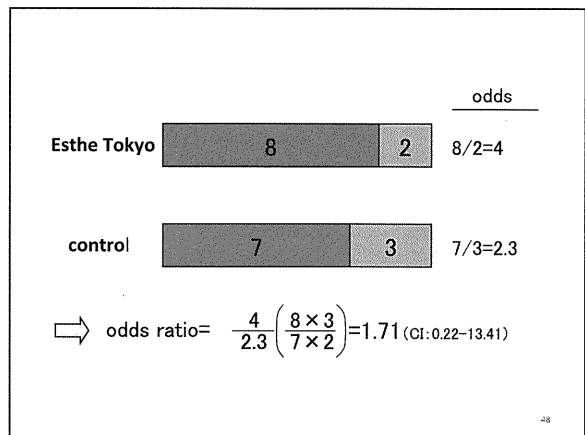 odds
Esthe Tokyo 8 2 8/2=4
control 7 3 7/3=2.3
⇨ odds ratio= 4/2.3 (8×3/7×2) =1.71 (CI:0.22-13.41)
48